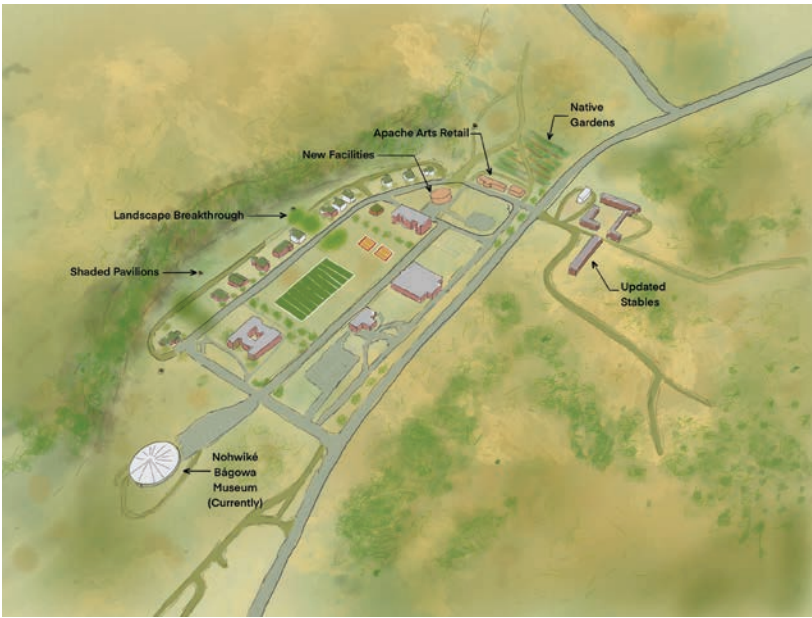 Native
Gardens
Apache Arts Retail*
New Facilities
Landscape Breakthrough
Shaded Pavilions
Updated
Stables
Nohwiké
Bágowa
Museum
(Currently)